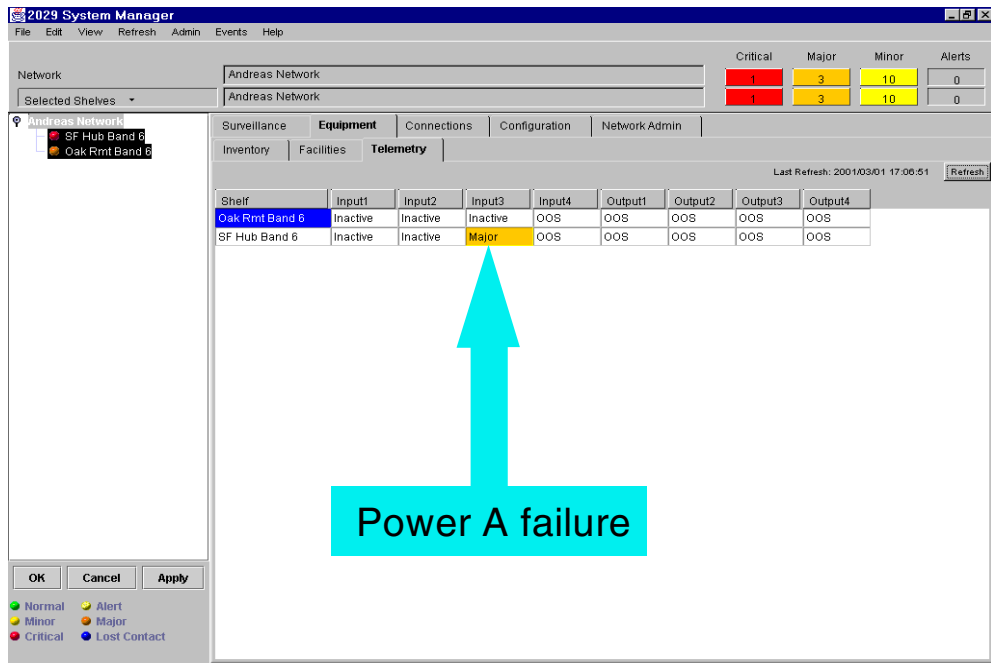 2029 System Manager
File Edit View Refresh Admin Events Help
Critical Major Minor Alerts
Network Andreas Network 1 3 10 0
Selected Shelves Andreas Network 1 3 10 0
Andreas Network
SF Hub Band 6
Oak Rmt Band 6
Surveillance Equipment Connections Configuration Network Admin
Inventory Facilities Telemetry
Last Refresh: 2001/03/01 17:06:51 Refresh
Shelf Input1 Input2 Input3 Input4 Output1 Output2 Output3 Output4
Oak Rmt Band 6 Inactive Inactive Inactive OOS OOS OOS OOS OOS
SF Hub Band 6 Inactive Inactive Major OOS OOS OOS OOS OOS
Power A failure
OK Cancel Apply
Normal Alert
Minor Major
Critical Lost Contact